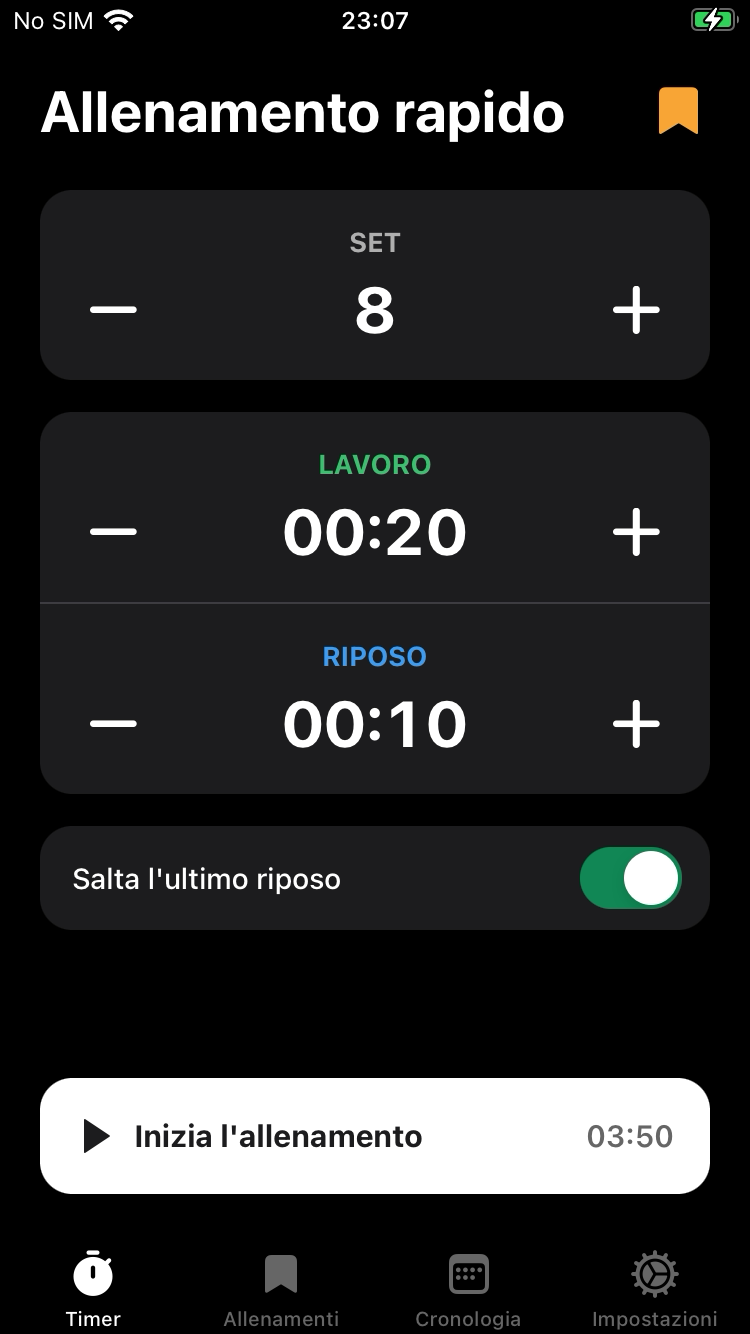 No SIM 23:07
Allenamento rapido
SET
8
LAVORO
00:20
RIPOSO
00:10
Salta l'ultimo riposo
Inizia l'allenamento 03:50
Timer Allenamenti Cronologia Impostazioni